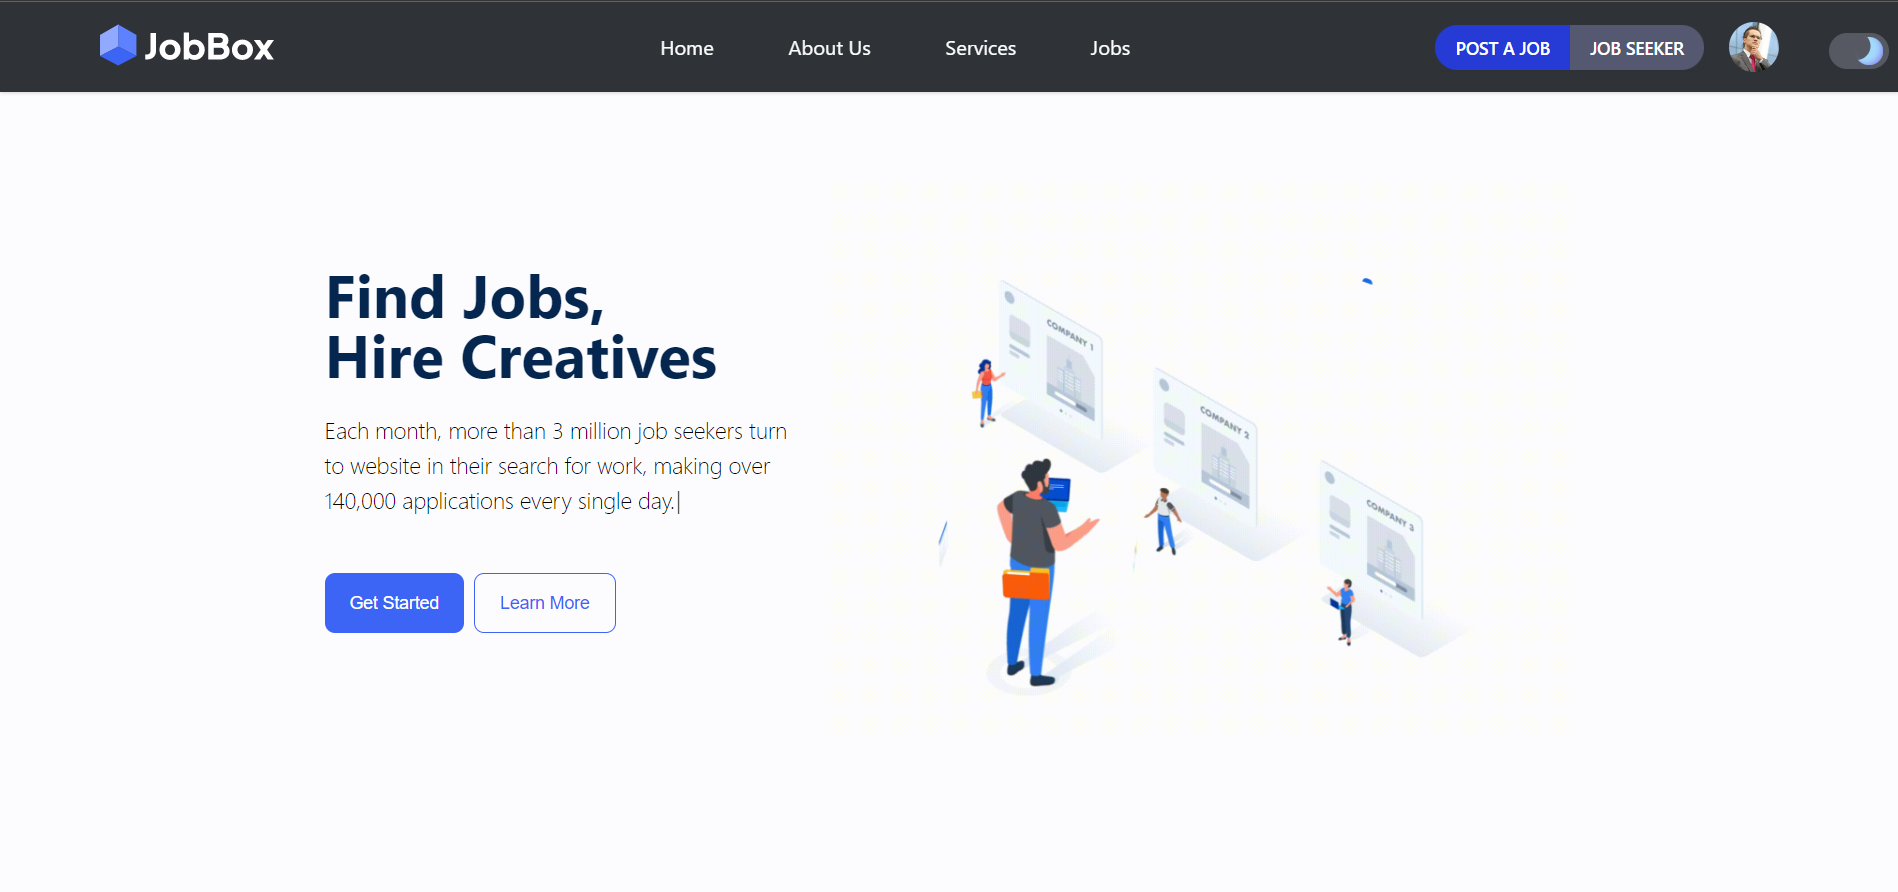 JobBox
Home
About Us
Services
Jobs
POST A JOB
JOB SEEKER
Find Jobs,
Hire Creatives
Each month, more than 3 million job seekers turn
to website in their search for work, making over
140,000 applications every single day.|
Get Started
Learn More
COMPANY 1
COMPANY 2
COMPANY 3